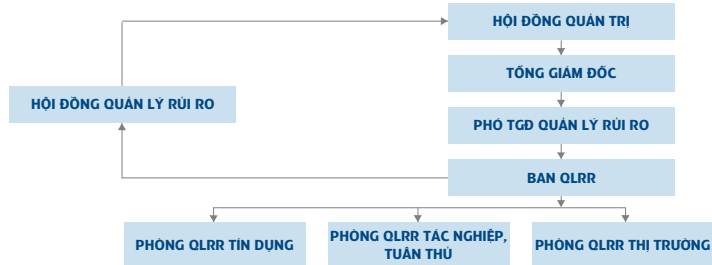 HỘI ĐỒNG QUẢN TRỊ
TỔNG GIÁM ĐỐC
HỘI ĐỒNG QUẢN LÝ RỦI RO
PHÓ TGĐ QUẢN LÝ RỦI RO
BAN QLRR
PHÒNG QLRR TÍN DỤNG
PHÒNG QLRR TÁC NGHIỆP,
TUÂN THỦ
PHÒNG QLRR THỊ TRƯỜNG